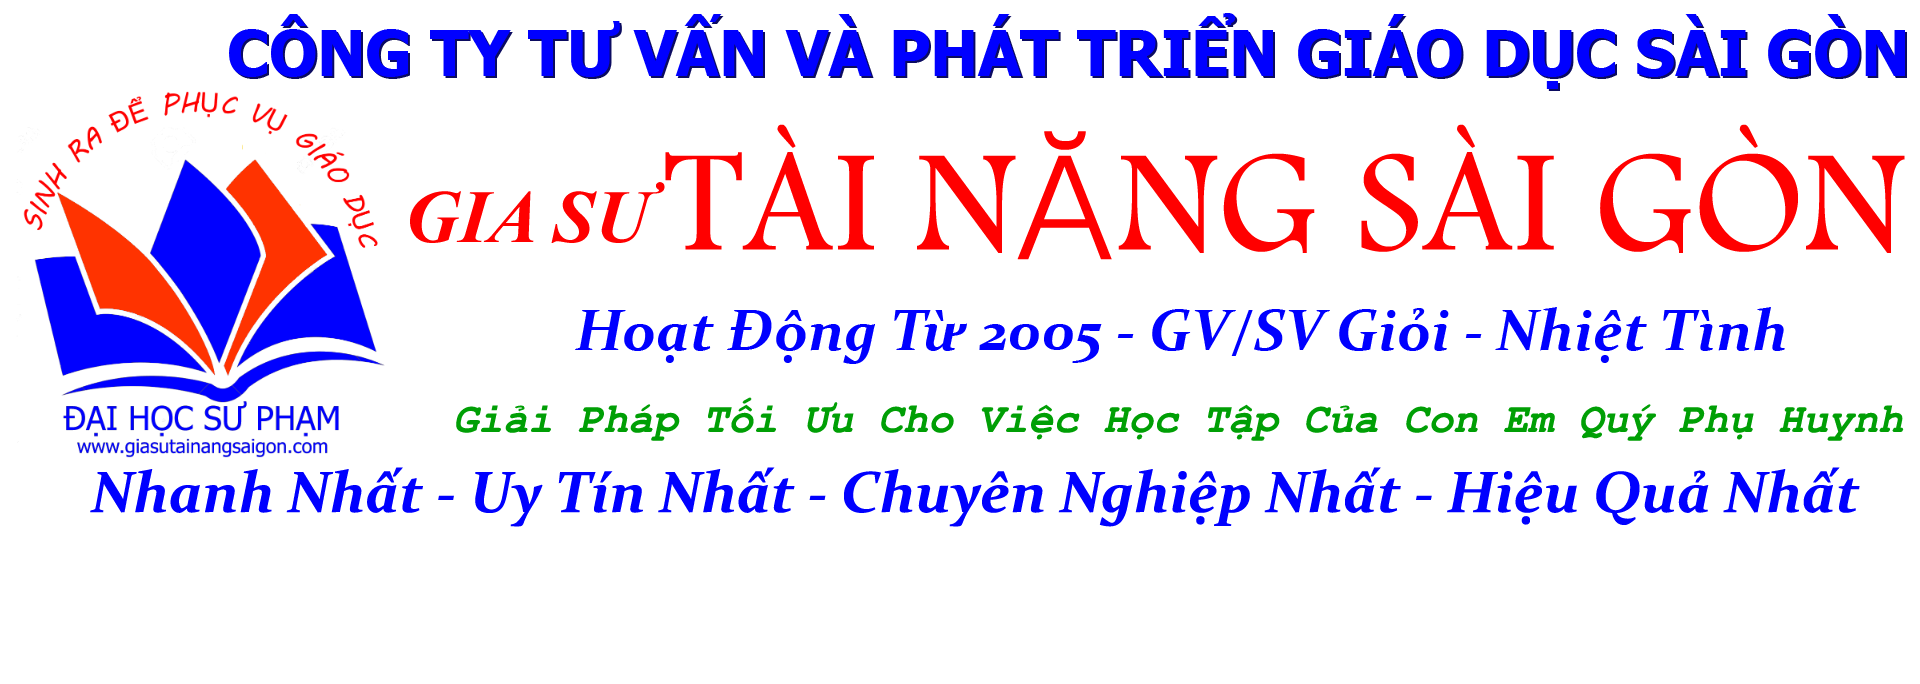 CÔNG TY TƯ VẤN VÀ PHÁT TRIỂN GIÁO DỤC SÀI GÒN
SINH RA ĐỂ PHỤC VỤ GIÁO DỤC
GIA SƯ TÀI NĂNG SÀI GÒN
Hoạt Động Từ 2005 - GV/SV Giỏi - Nhiệt Tình
ĐẠI HỌC SƯ PHẠM
www.giasutainangsaigon.com
Giải Pháp Tối Ưu Cho Việc Học Tập Của Con Em Quý Phụ Huynh
Nhanh Nhất - Uy Tín Nhất - Chuyên Nghiệp Nhất - Hiệu Quả Nhất